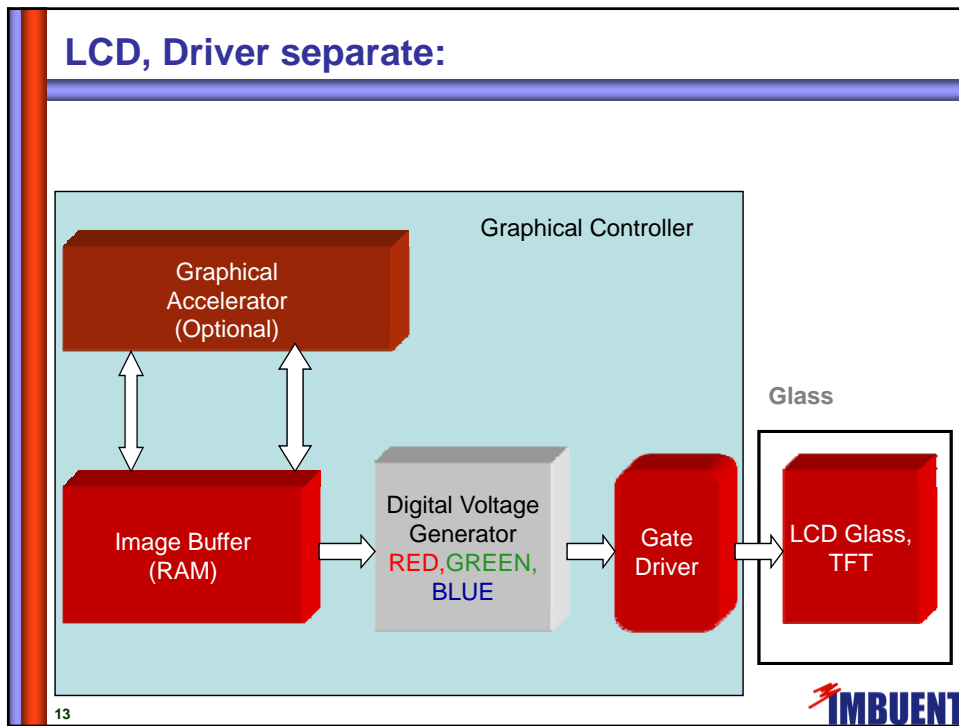 LCD, Driver separate:
Graphical Controller
Graphical
Accelerator
(Optional)
Glass
Image Buffer
(RAM)
Digital Voltage
Generator
RED,GREEN,
BLUE
Gate
Driver
LCD Glass,
TFT
13
IMBUENT